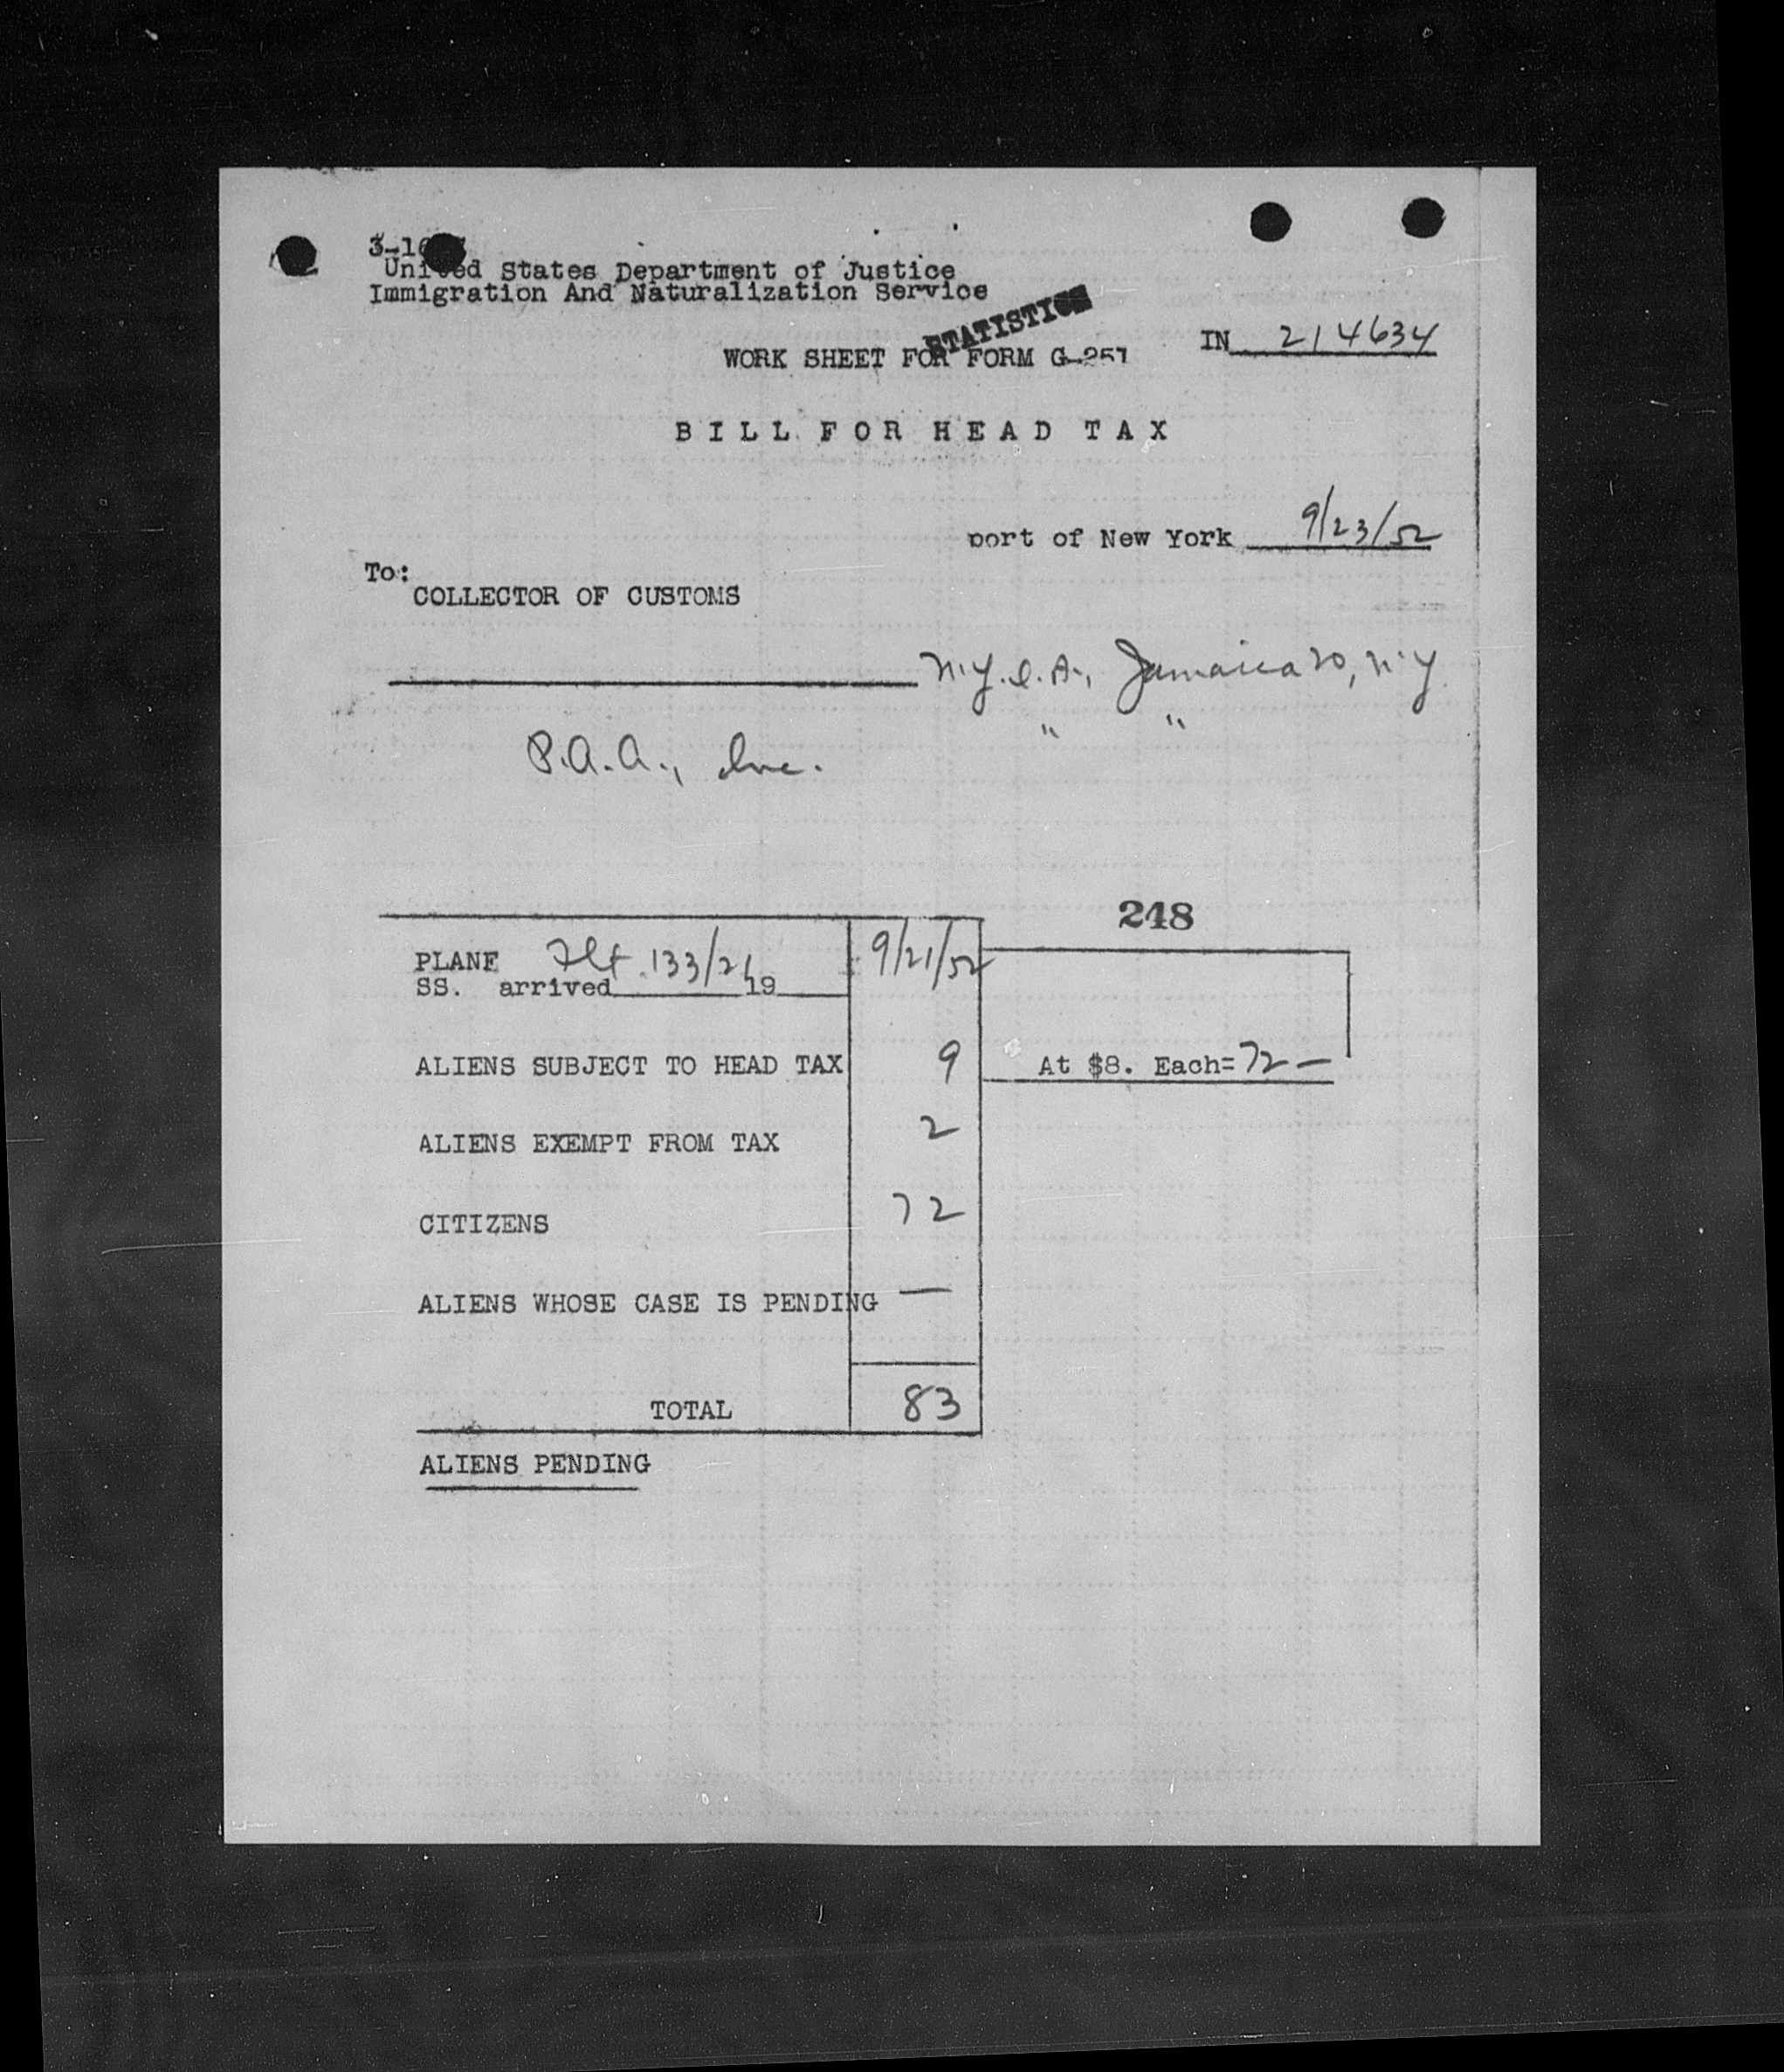 United States Department of Justice
Immigration And Naturalization Service
STATISTICS
WORK SHEET FOR FORM G-251
IN 214634
BILL FOR HEAD TAX
port of New York 9/23/52
To:
COLLECTOR OF CUSTOMS
N.Y.I.A., Jamaica 20, N.Y
" "
P.A.A., Inc.
248
PLANE Flt. 133/21 9/21/52
SS. arrived 19
ALIENS SUBJECT TO HEAD TAX 9 At $8. Each=72 —
ALIENS EXEMPT FROM TAX 2
CITIZENS 72
ALIENS WHOSE CASE IS PENDING —
TOTAL 83
ALIENS PENDING